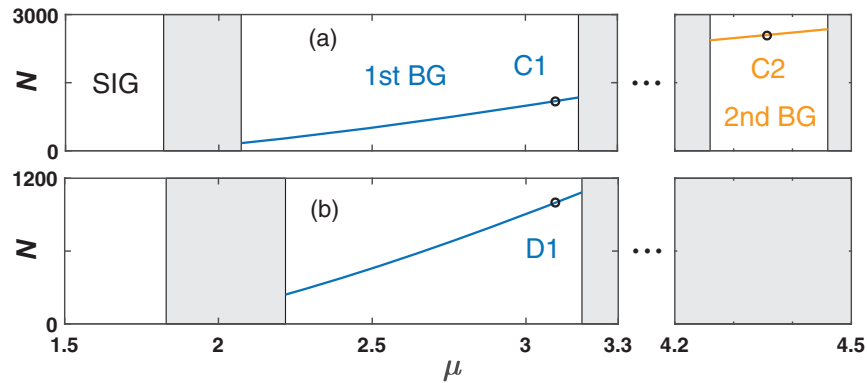 3000
(a)
SIG
1st BG
C1
C2
2nd BG
N
0
•••
1200
(b)
D1
N
0
•••
1.5 2 2.5 3 3.3 4.2 4.5
μ